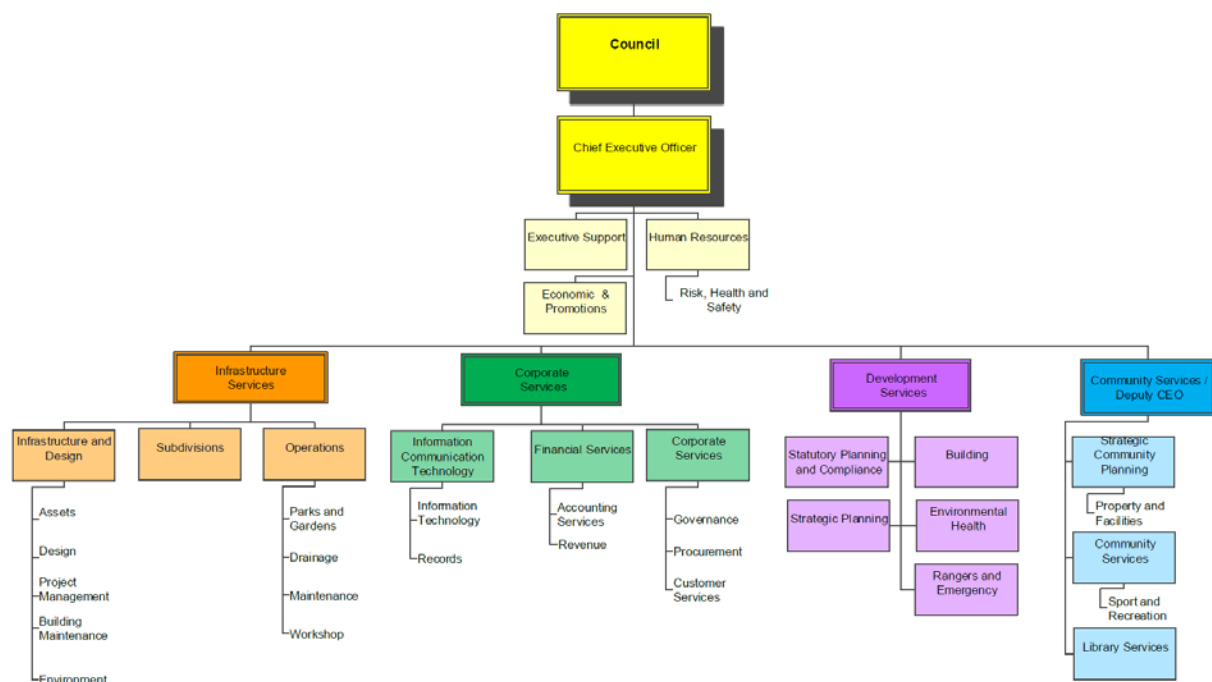 Council
Chief Executive Officer
Executive Support
Human Resources
Economic &
Promotions
Risk, Health and
Safety
Infrastructure
Services
Corporate
Services
Development
Services
Community Services /
Deputy CEO
Infrastructure and
Design
Subdivisions
Operations
Information
Communication
Technology
Financial Services
Corporate
Services
Statutory Planning
and Compliance
Building
Strategic
Community
Planning
Assets
Design
Project
Management
Building
Maintenance
Environment
Parks and
Gardens
Drainage
Maintenance
Workshop
Information
Technology
Records
Accounting
Services
Revenue
Governance
Procurement
Customer
Services
Strategic Planning
Environmental
Health
Rangers and
Emergency
Property and
Facilities
Community
Services
Sport and
Recreation
Library Services